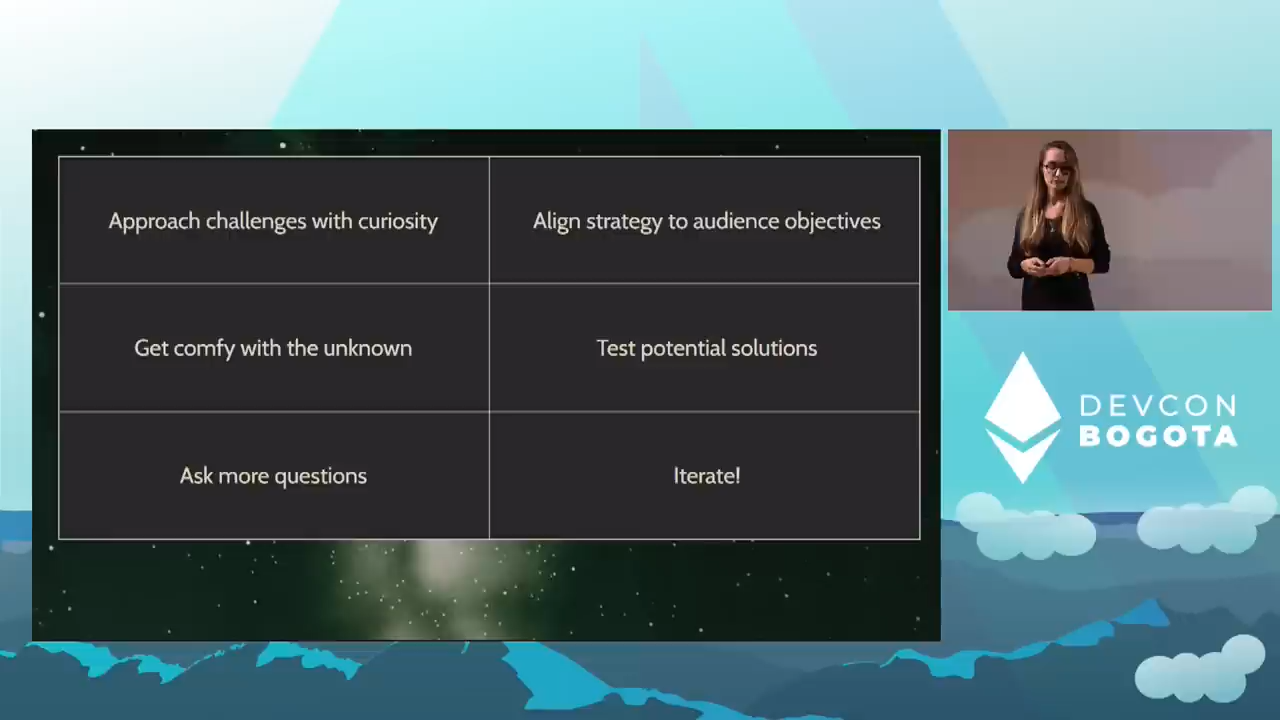 Approach challenges with curiosity
Align strategy to audience objectives
Get comfy with the unknown
Test potential solutions
Ask more questions
Iterate!
DEVCON
BOGOTA